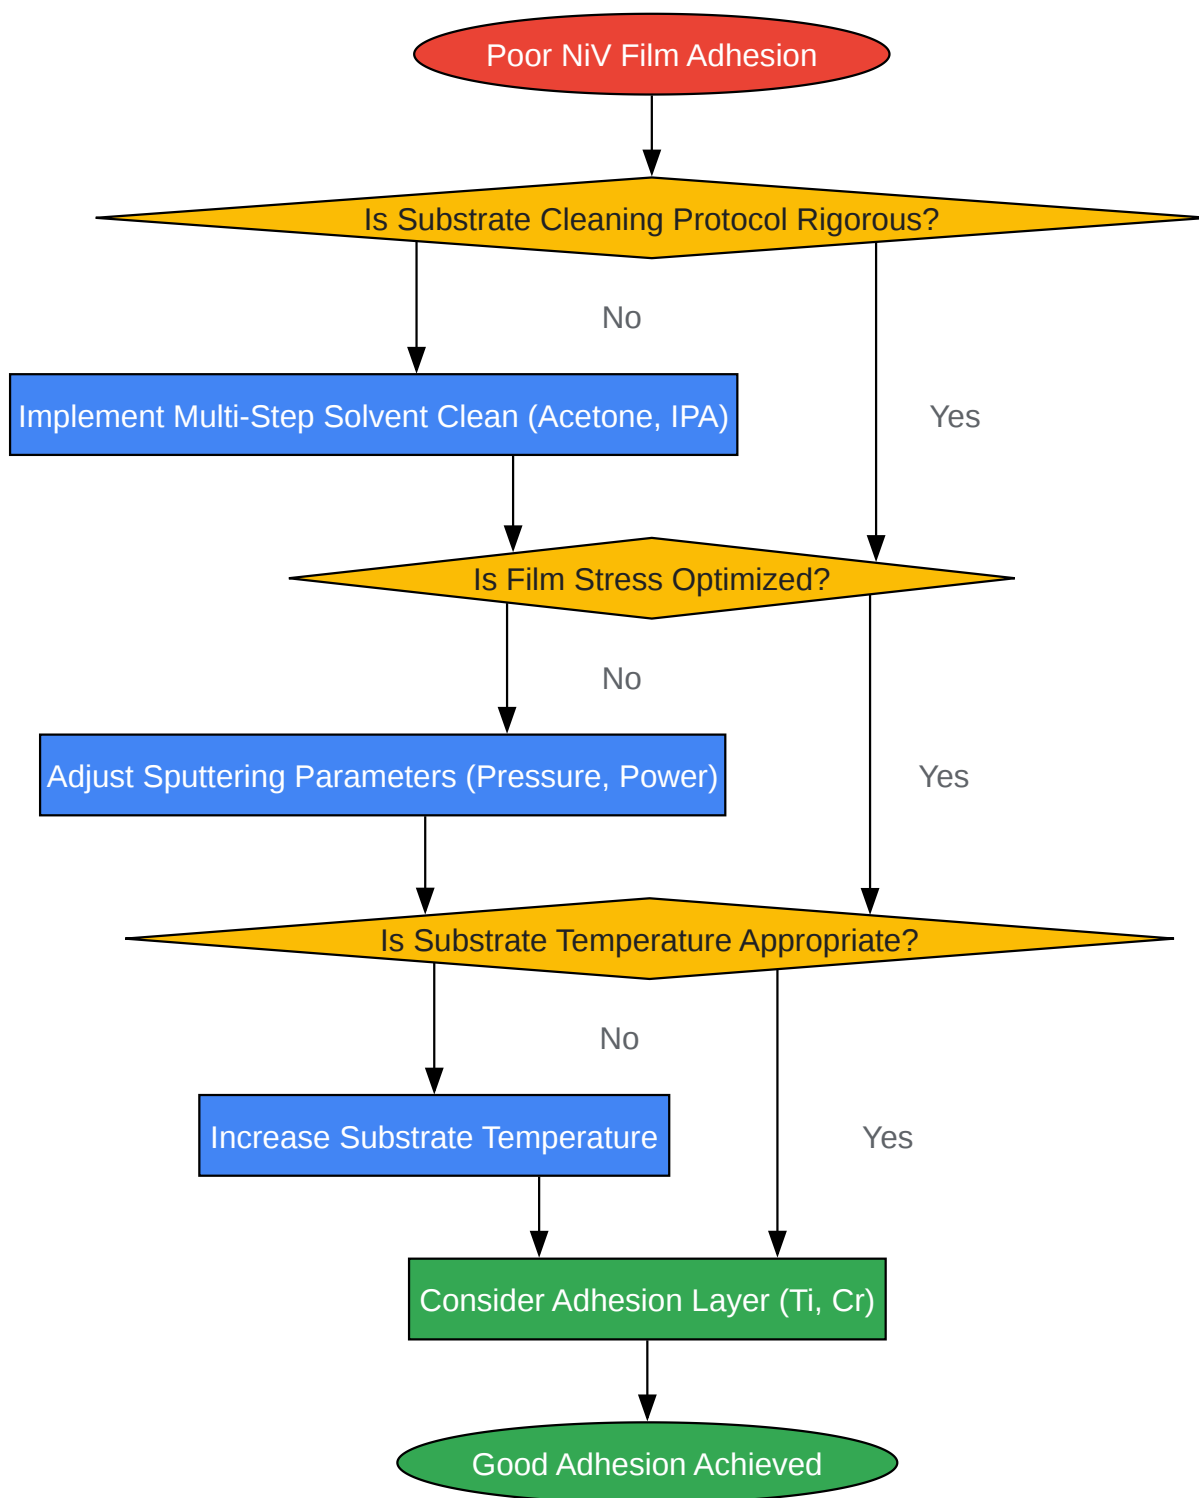 Poor NiV Film Adhesion
Is Substrate Cleaning Protocol Rigorous?
No
Implement Multi-Step Solvent Clean (Acetone, IPA)
Yes
Is Film Stress Optimized?
No
Adjust Sputtering Parameters (Pressure, Power)
Yes
Is Substrate Temperature Appropriate?
No
Increase Substrate Temperature
Yes
Consider Adhesion Layer (Ti, Cr)
Good Adhesion Achieved